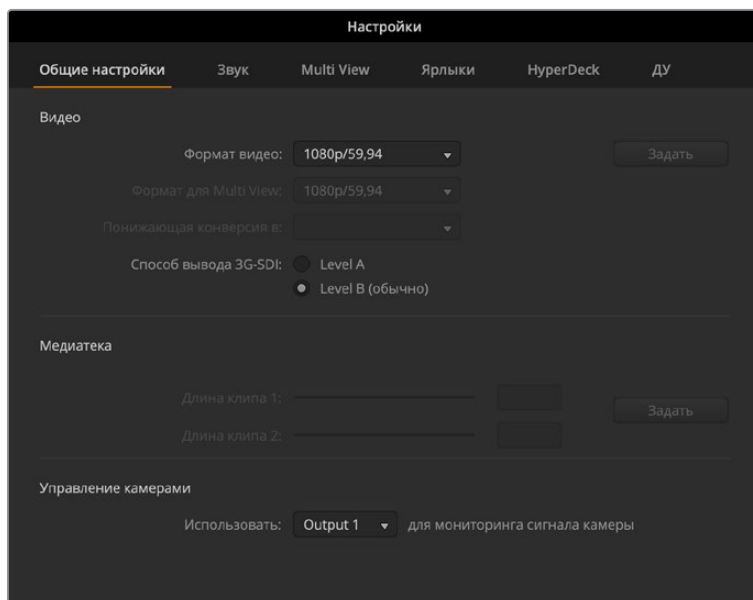 Настройки
Общие настройки Звук Multi View Ярлыки HyperDeck ДУ
Видео
Формат видео: 1080p/59,94 Задать
Формат для Multi View: 1080p/59,94
Понижающая конверсия в:
Способ вывода 3G-SDI: Level A
Level B (обычно)
Медиатека
Длина клипа 1:
Задать
Длина клипа 2:
Управление камерами
Использовать: Output 1 для мониторинга сигнала камеры